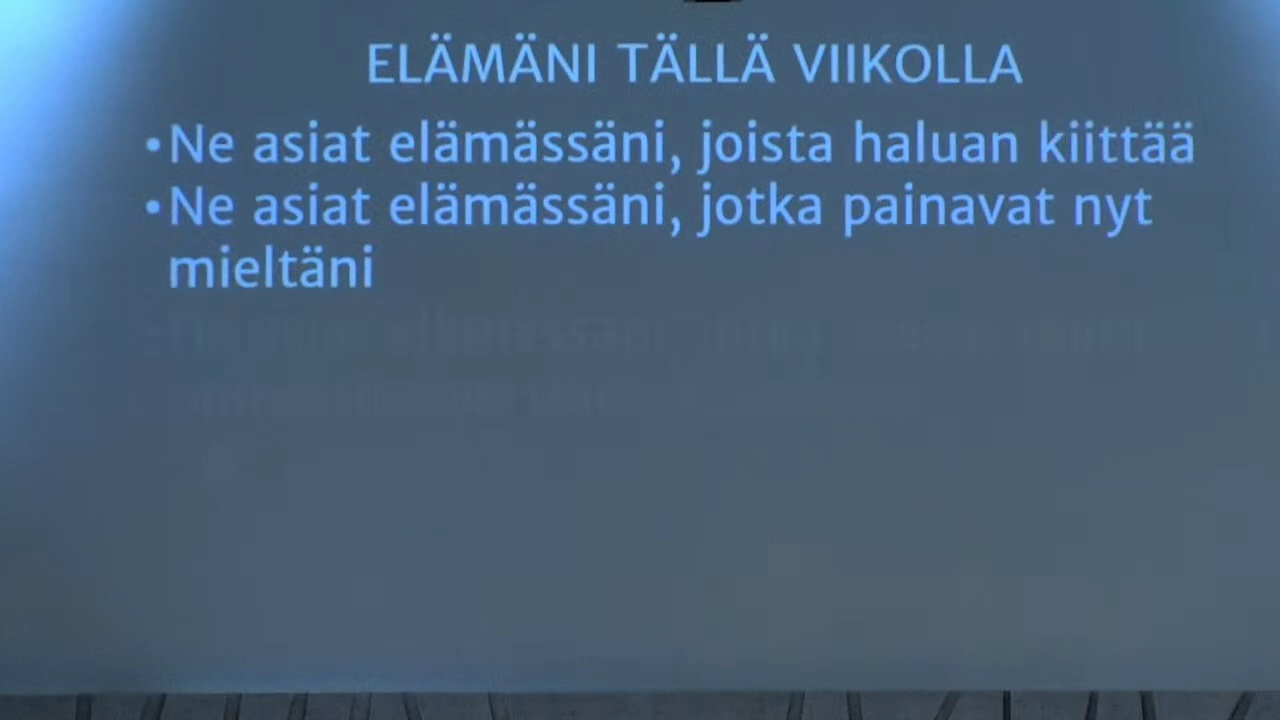 ELÄMÄNI TÄLLÄ VIIKOLLA
•Ne asiat elämässäni, joista haluan kiittää
•Ne asiat elämässäni, jotka painavat nyt
mieltäni